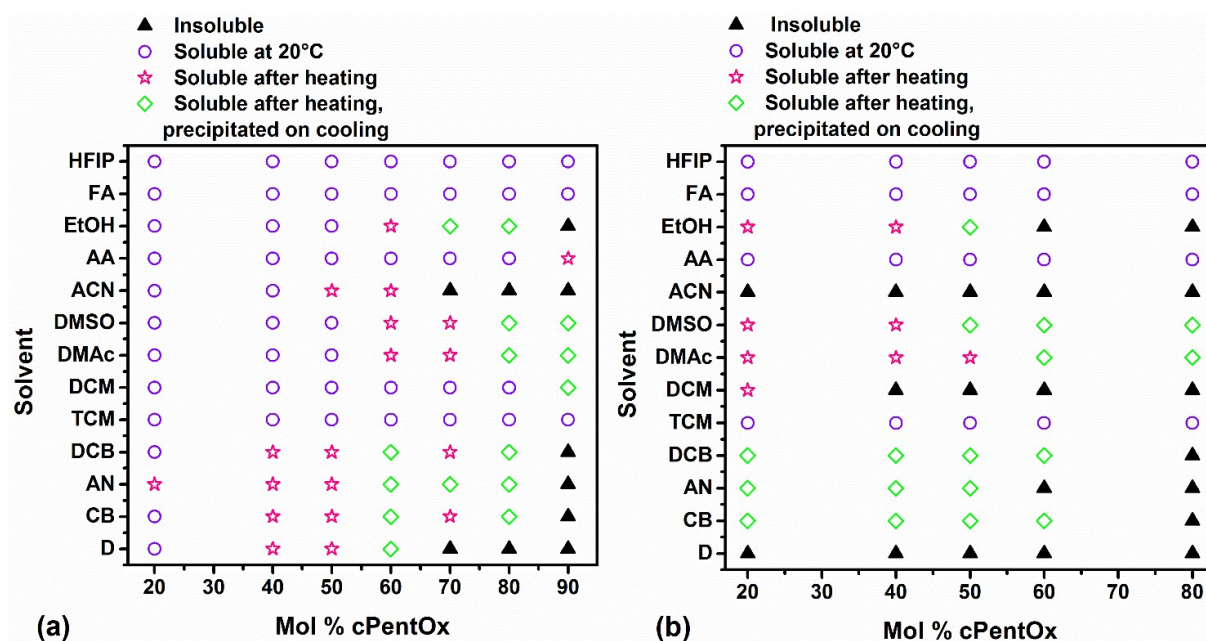 Insoluble
Soluble at 20°C
Soluble after heating
Soluble after heating,
precipitated on cooling
HFIP
FA
EtOH
AA
ACN
DMSO
DMAc
DCM
TCM
DCB
AN
CB
D
Solvent
20 30 40 50 60 70 80 90
Mol % cPentOx
(a)
Insoluble
Soluble at 20°C
Soluble after heating
Soluble after heating,
precipitated on cooling
HFIP
FA
EtOH
AA
ACN
DMSO
DMAc
DCM
TCM
DCB
AN
CB
D
Solvent
20 30 40 50 60 70 80
Mol % cPentOx
(b)